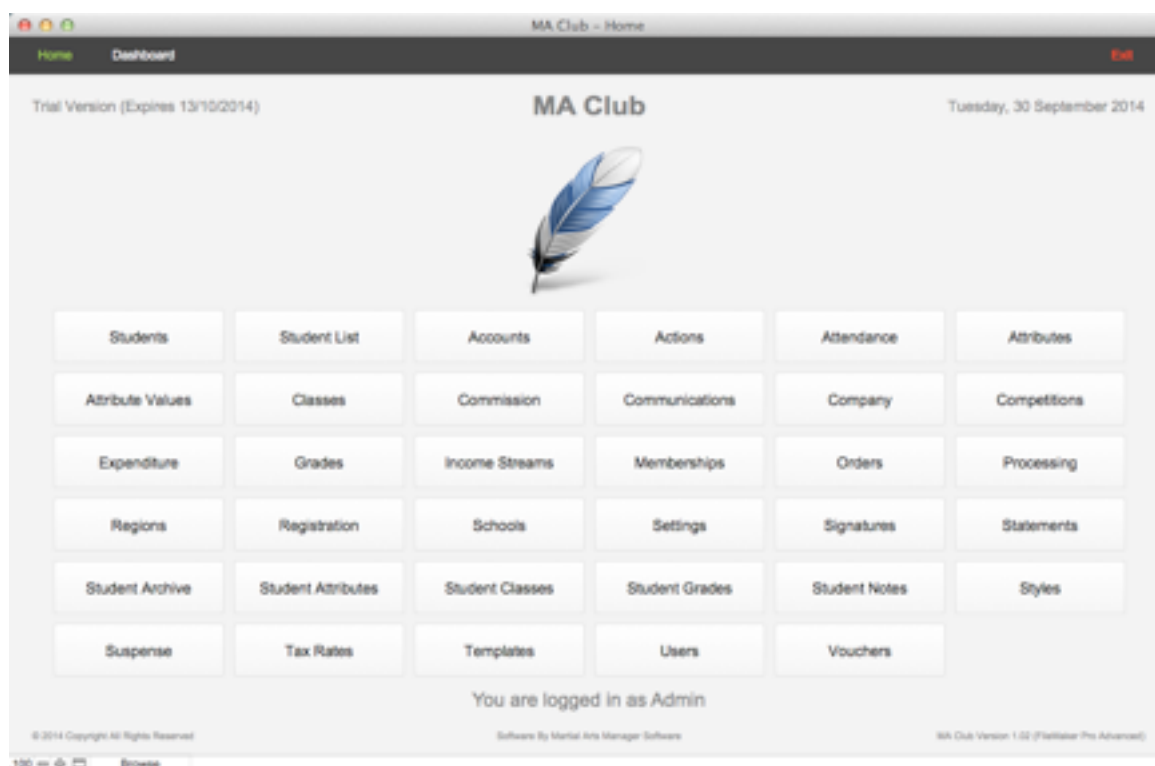 MA Club – Home
Home Dashboard Exit
Trial Version (Expires 13/10/2014) MA Club Tuesday, 30 September 2014
Students Student List Accounts Actions Attendance Attributes
Attribute Values Classes Commission Communications Company Competitions
Expenditure Grades Income Streams Memberships Orders Processing
Regions Registration Schools Settings Signatures Statements
Student Archive Student Attributes Student Classes Student Grades Student Notes Styles
Suspense Tax Rates Templates Users Vouchers
You are logged in as Admin
© 2014 Copyright All Rights Reserved Software By Martial Arts Manager Software MA Club Version 1.02 (FileMaker Pro Advanced)
100 Browse